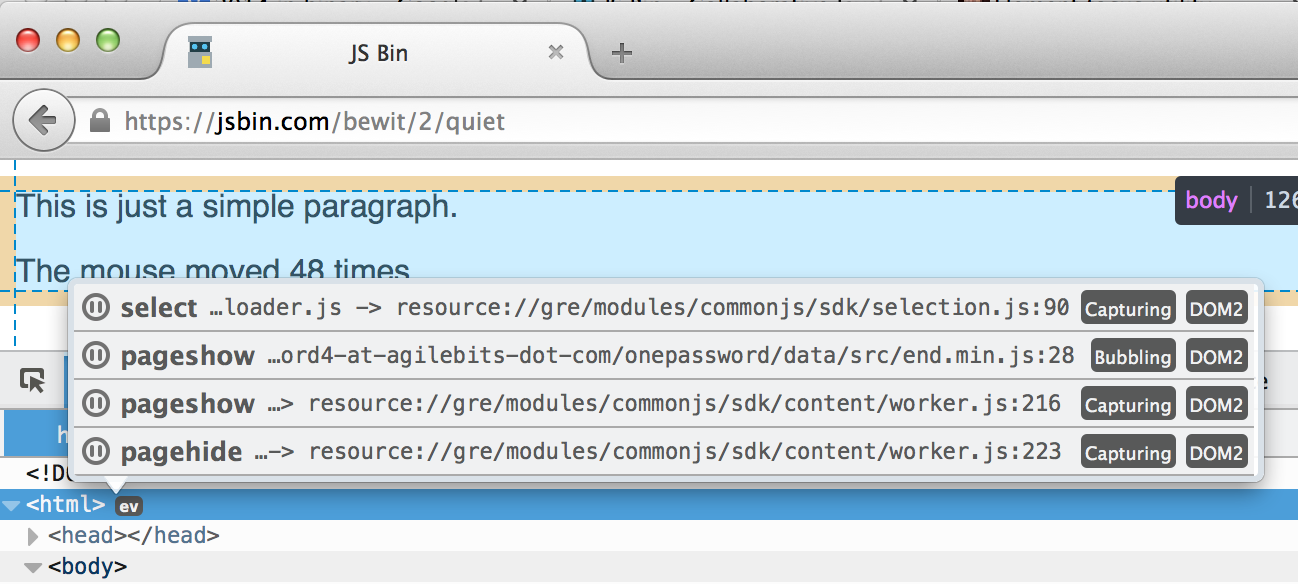 JS Bin
https://jsbin.com/bewit/2/quiet
This is just a simple paragraph.
body 126
The mouse moved 48 times
select …loader.js –> resource://gre/modules/commonjs/sdk/selection.js:90 Capturing DOM2
pageshow …ord4-at-agilebits-dot-com/onepassword/data/src/end.min.js:28 Bubbling DOM2
pageshow …> resource://gre/modules/commonjs/sdk/content/worker.js:216 Capturing DOM2
pagehide …–> resource://gre/modules/commonjs/sdk/content/worker.js:223 Capturing DOM2
<html> ev
<head></head>
<body>